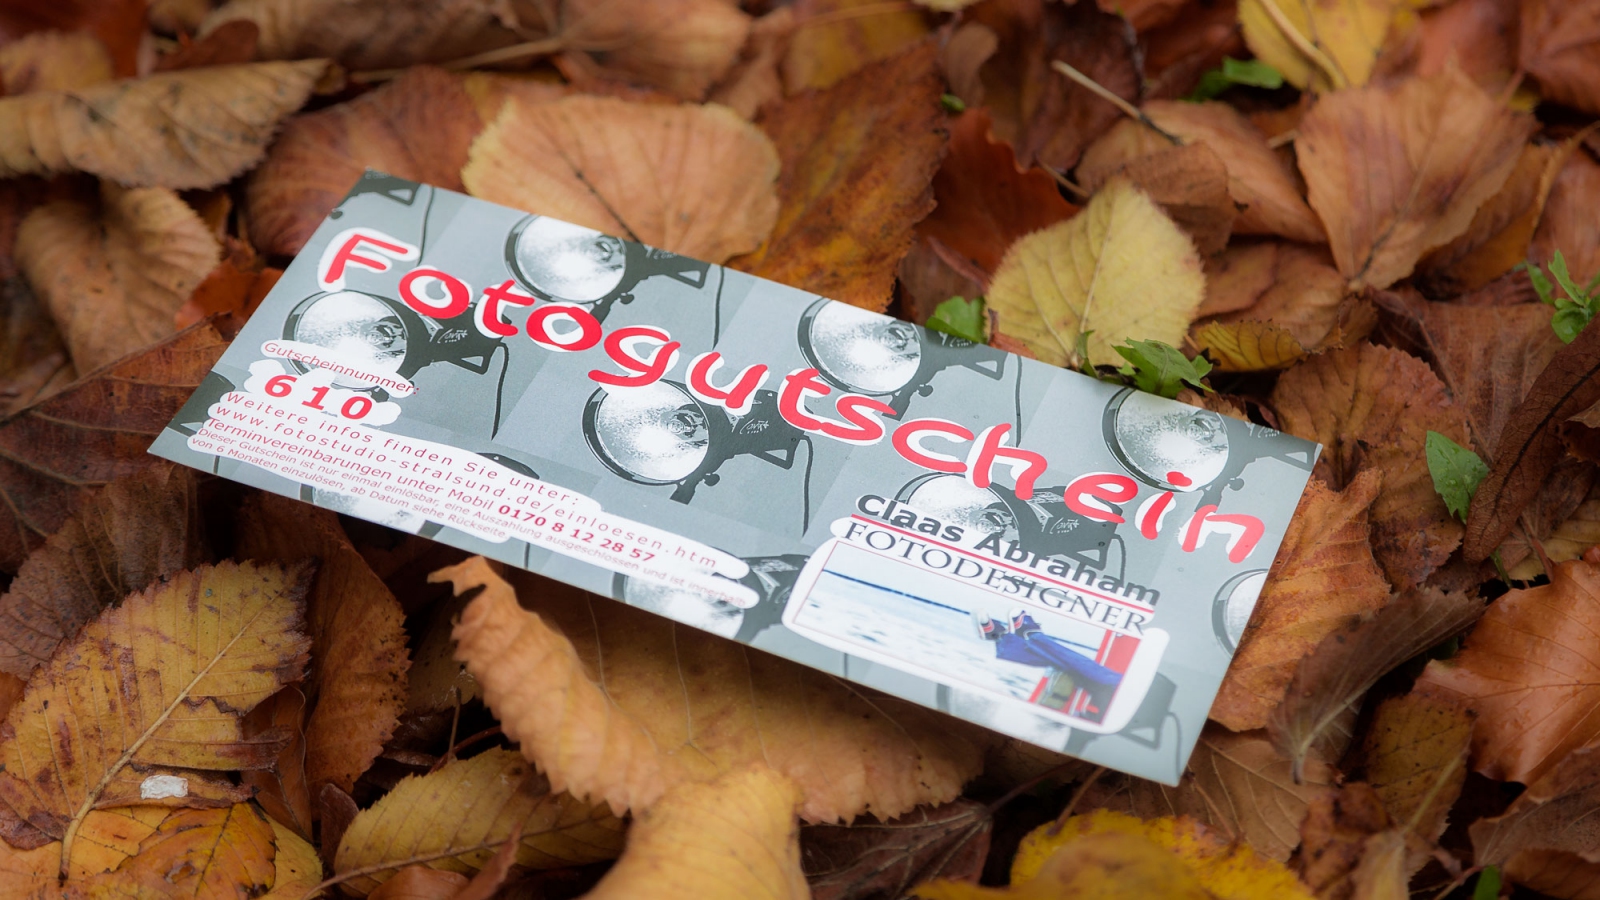 Fotogutschein
Gutscheinnummer:
610
Weitere Infos finden Sie unter:
www.fotostudio-stralsund.de/einloesen.htm
Terminvereinbarungen unter Mobil 0170 8 12 28 57
Dieser Gutschein ist nur einmal einlösbar, eine Auszahlung ausgeschlossen und ist innerhalb
von 6 Monaten einzulösen, ab Datum siehe Rückseite
Claas Abraham
FOTODESIGNER